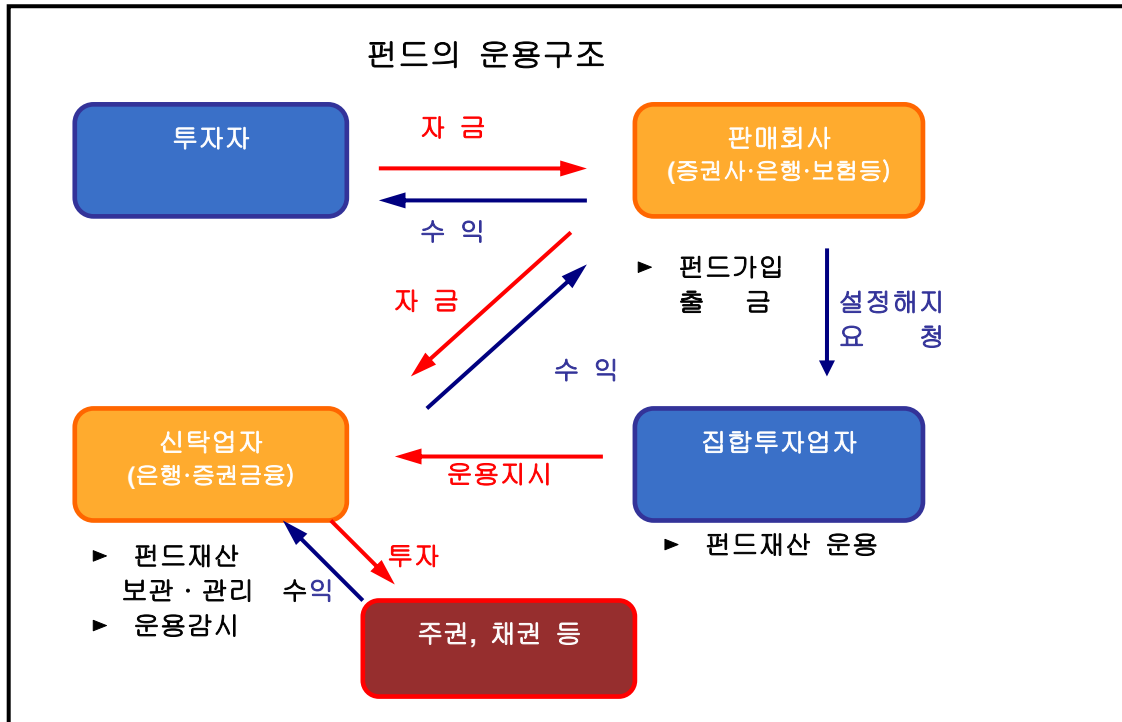 펀드의 운용구조
투자자
자 금
수 익
판매회사
(증권사·은행·보험등)
► 펀드가입
출 금
설정해지
요 청
자 금
수 익
신탁업자
(은행·증권금융)
운용지시
집합투자업자
► 펀드재산
보관 · 관리
► 운용감시
수익
투자
► 펀드재산 운용
주권, 채권 등